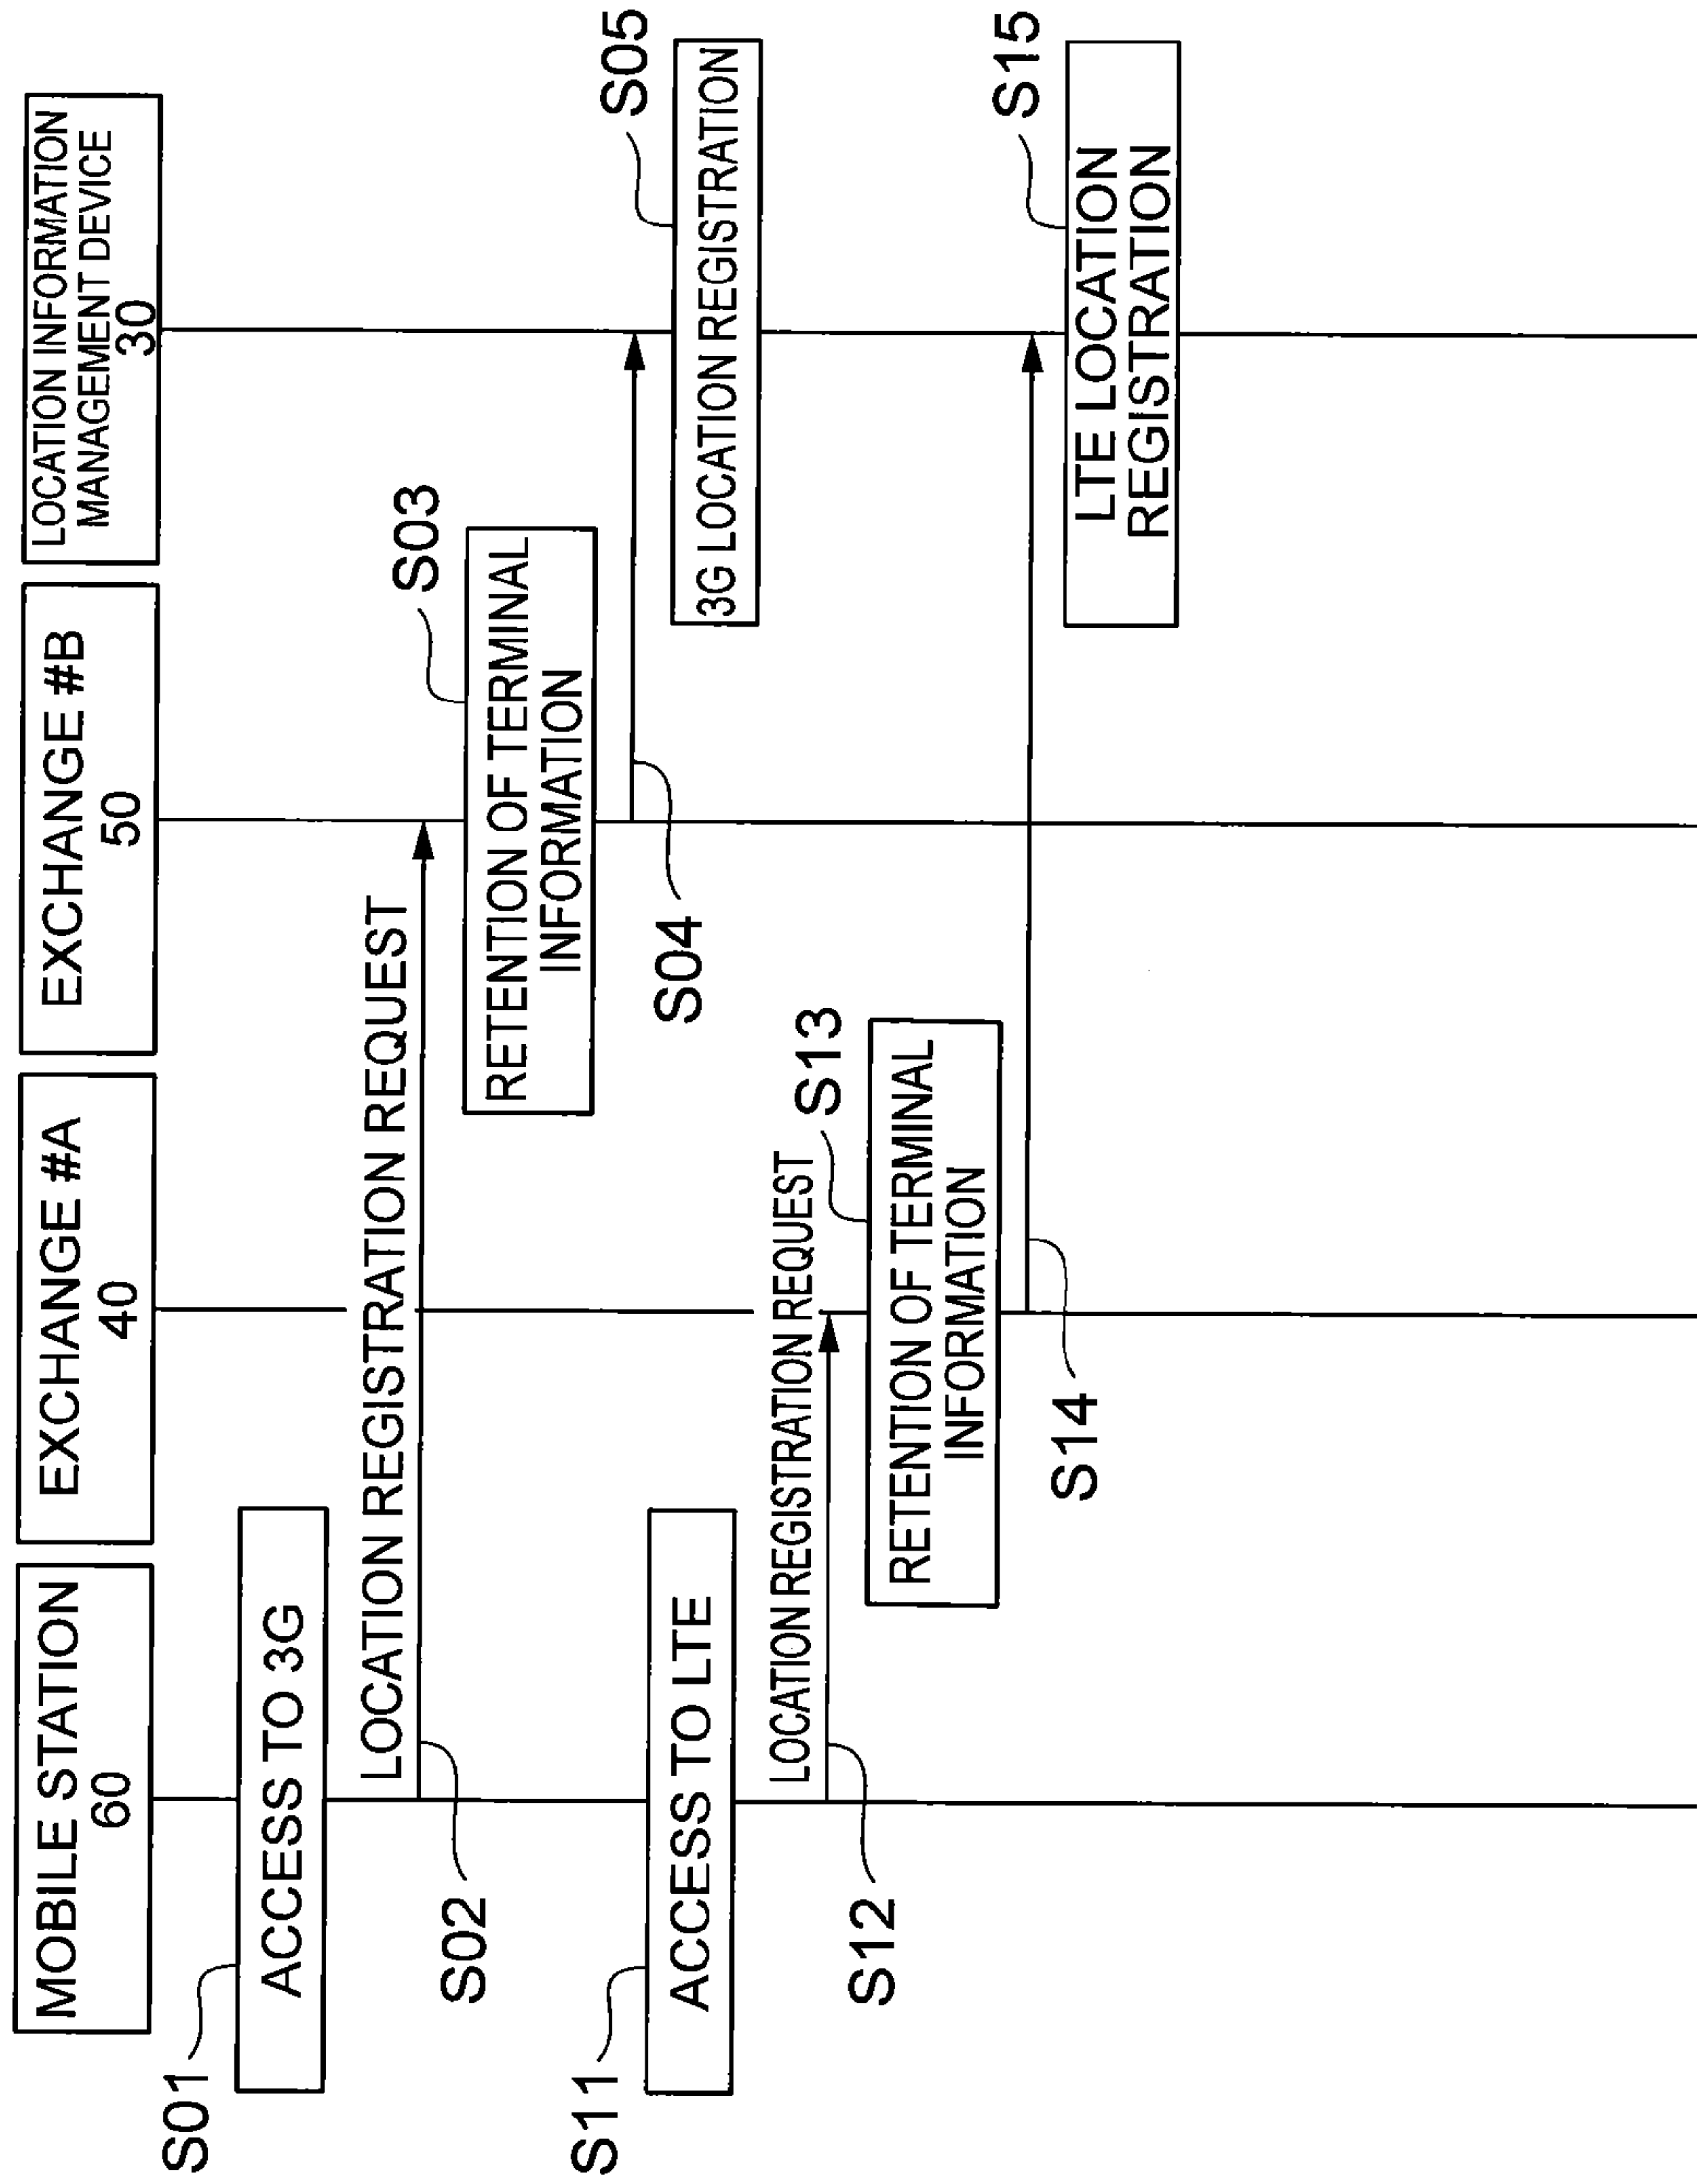 MOBILE STATION
60
EXCHANGE #A
40
EXCHANGE #B
50
LOCATION INFORMATION
MANAGEMENT DEVICE
30
S01
ACCESS TO 3G
LOCATION REGISTRATION REQUEST
S02
S03
RETENTION OF TERMINAL
INFORMATION
S04
S05
3G LOCATION REGISTRATION
S11
ACCESS TO LTE
LOCATION REGISTRATION REQUEST
S12
S13
RETENTION OF TERMINAL
INFORMATION
S14
S15
LTE LOCATION
REGISTRATION